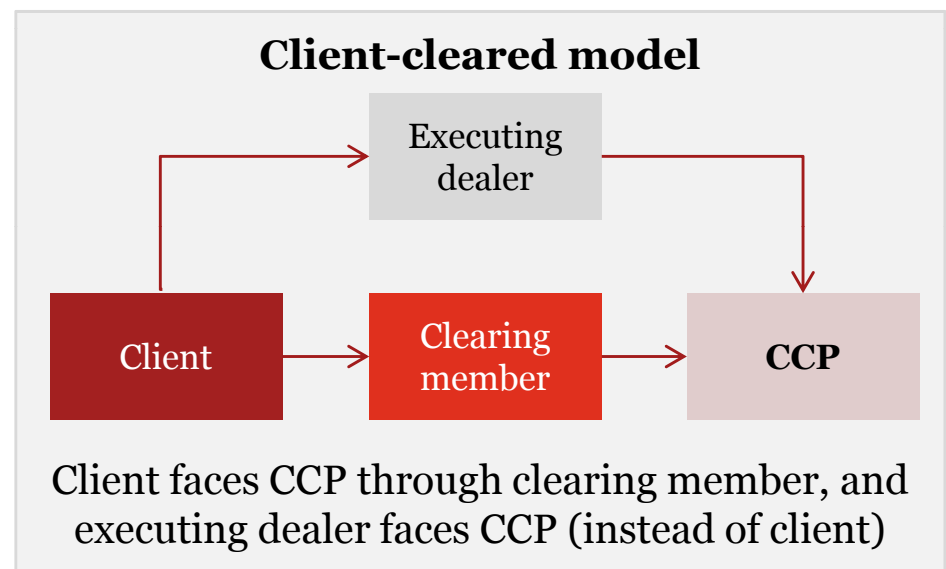 Client-cleared model
Executing
dealer
Client
Clearing
member
CCP
Client faces CCP through clearing member, and
executing dealer faces CCP (instead of client)